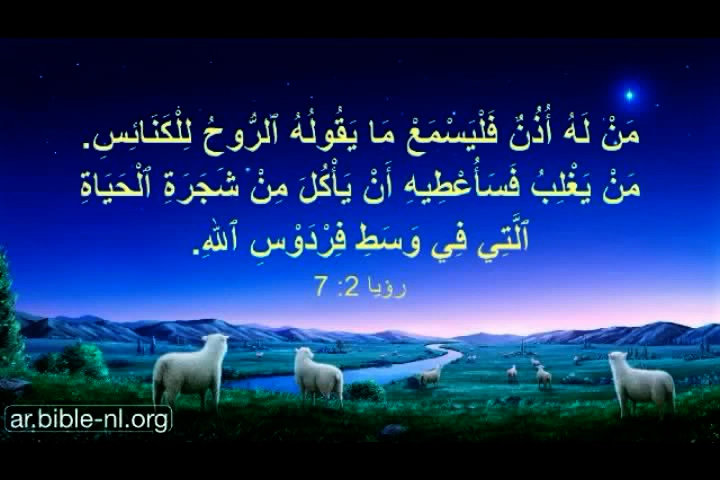 مَنْ لَهُ أُذُنٌ فَلْيَسْمَعْ مَا يَقُولُهُ ٱلرُّوحُ لِلْكَنَائِسِ.
مَنْ يَغْلِبُ فَسَأُعْطِيهِ أَنْ يَأْكُلَ مِنْ شَجَرَةِ ٱلْحَيَاةِ
ٱلَّتِي فِي وَسَطِ فِرْدَوْسِ ٱللهِ.
رؤيا 2: 7
ar.bible-nl.org